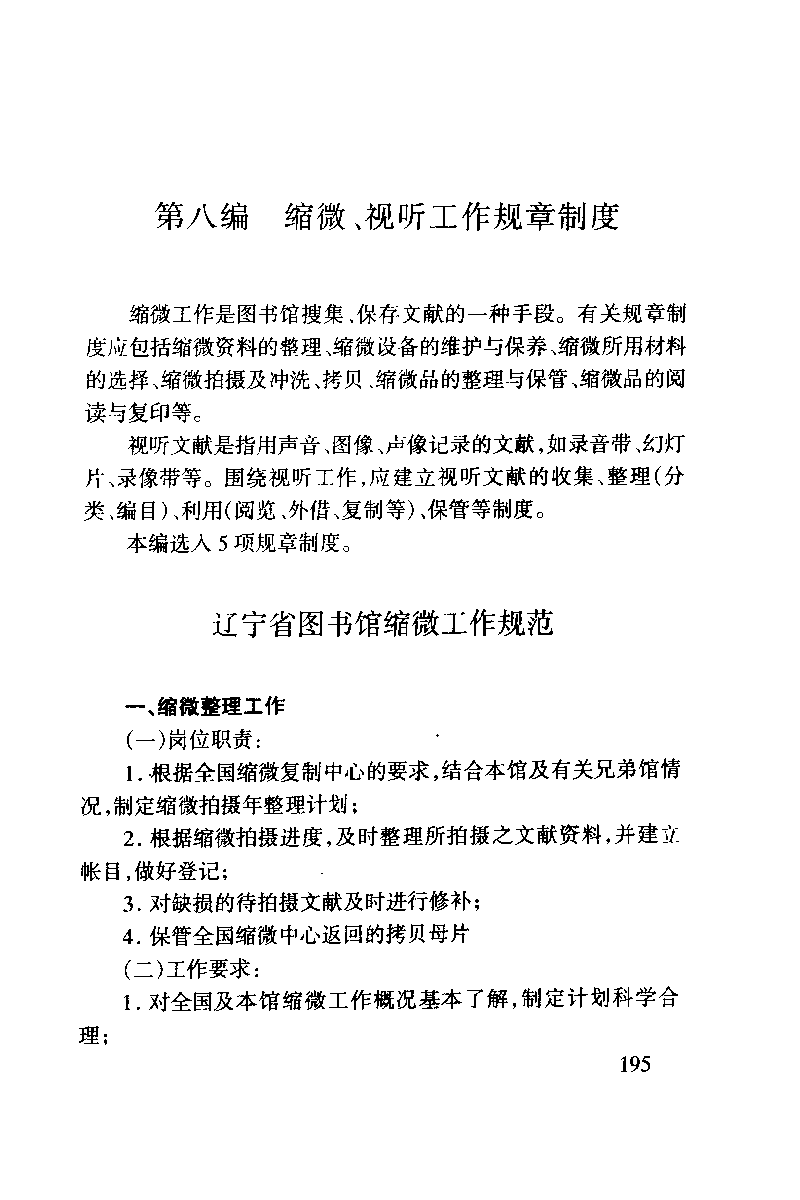 第八编　缩微、视听工作规章制度
缩微工作是图书馆搜集、保存文献的一种手段。有关规章制
度应包括缩微资料的整理、缩微设备的维护与保养、缩微所用材料
的选择、缩微拍摄及冲洗、拷贝、缩微品的整理与保管、缩微品的阅
读与复印等。
视听文献是指用声音、图像、声像记录的文献,如录音带、幻灯
片、录像带等。围绕视听工作,应建立视听文献的收集、整理(分
类、编目)、利用(阅览、外借、复制等)、保管等制度。
本编选入5项规章制度。
辽宁省图书馆缩微工作规范
一、缩微整理工作
(一)岗位职责:
1.根据全国缩微复制中心的要求,结合本馆及有关兄弟馆情
况,制定缩微拍摄年整理计划;
2.根据缩微拍摄进度,及时整理所拍摄之文献资料,并建立
帐目,做好登记;
3.对缺损的待拍摄文献及时进行修补;
4.保管全国缩微中心返回的拷贝母片
(二)工作要求:
1.对全国及本馆缩微工作概况基本了解,制定计划科学合
理;
195